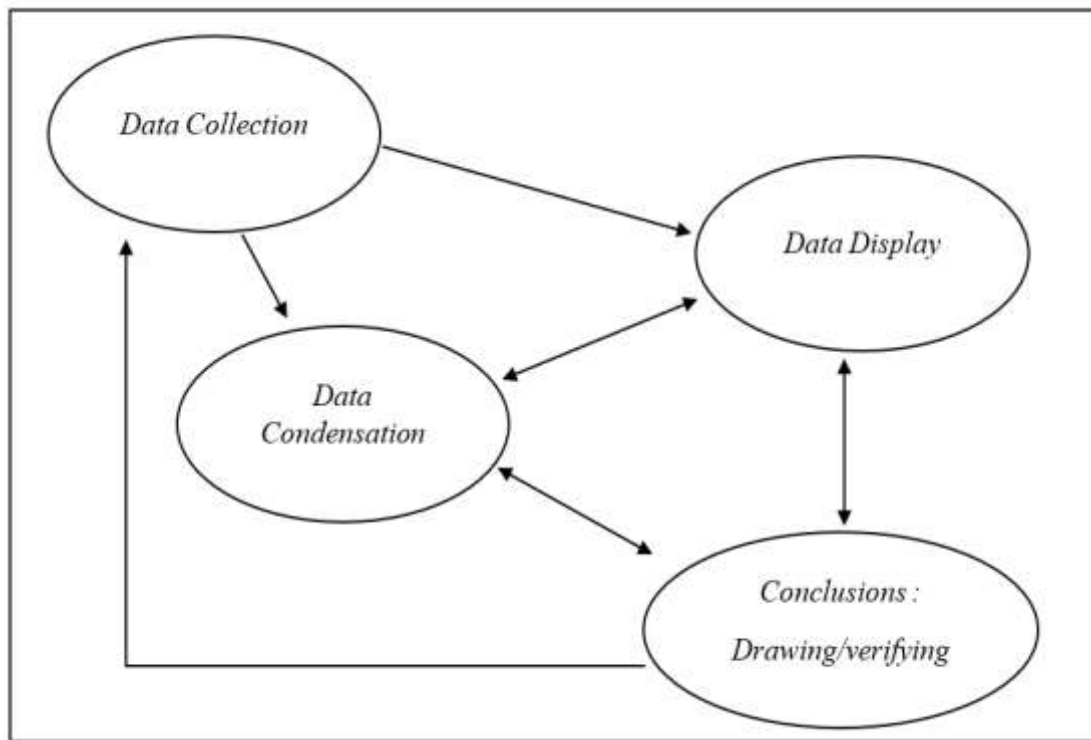 Data Collection
Data Display
Data
Condensation
Conclusions :
Drawing/verifying